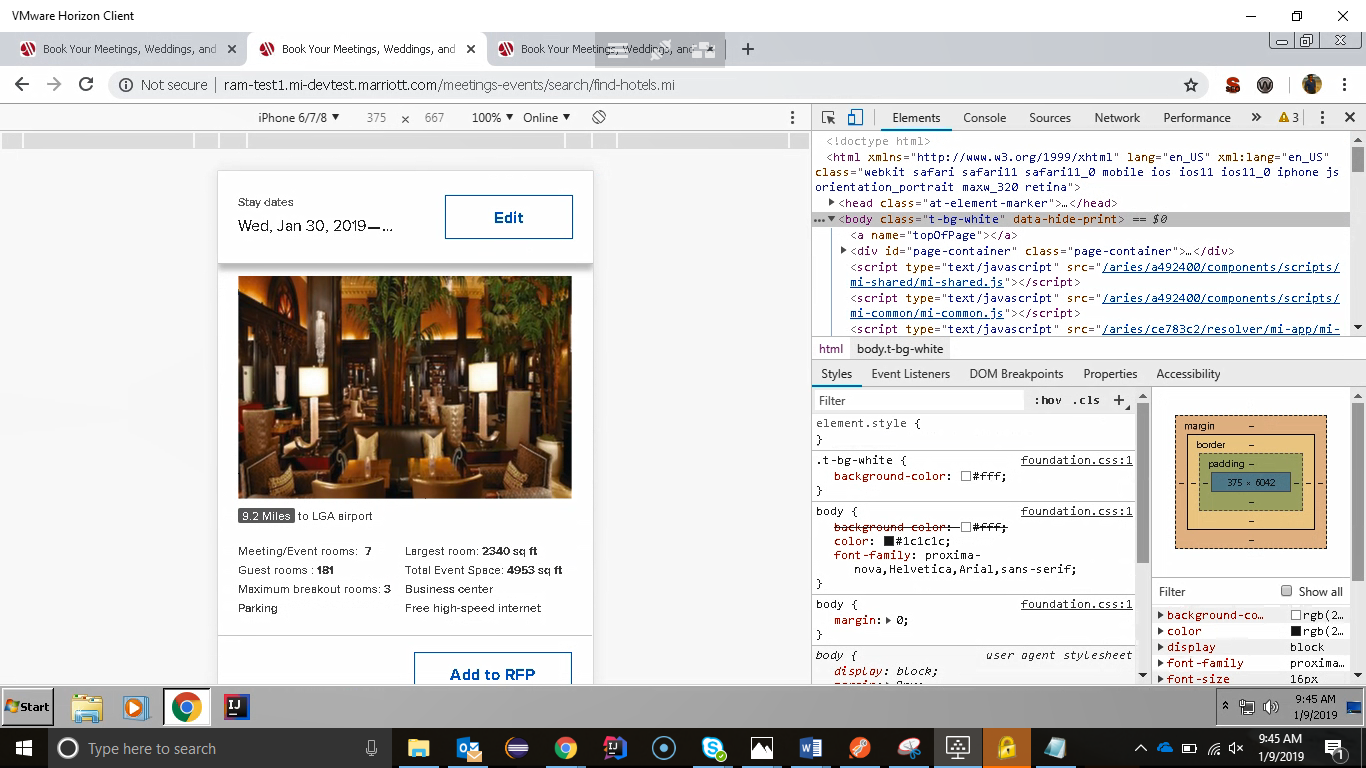 VMware Horizon Client
Book Your Meetings, Weddings, and
Book Your Meetings, Weddings, and
Book Your Meetings, Weddings, and
Not secure
ram-test1.mi-devtest.marriott.com/meetings-events/search/find-hotels.mi
iPhone 6/7/8 ▼ 375 × 667 100% ▼ Online ▼
Stay dates
Wed, Jan 30, 2019—...
Edit
9.2 Miles to LGA airport
Meeting/Event rooms: 7
Largest room: 2340 sq ft
Guest rooms : 181
Total Event Space: 4953 sq ft
Maximum breakout rooms: 3
Business center
Parking
Free high-speed internet
Add to RFP
Elements Console Sources Network Performance » 3
<!doctype html>
<html xmlns="http://www.w3.org/1999/xhtml" lang="en_US" xml:lang="en_US"
class="webkit safari safari11 safari11_0 mobile ios ios11 ios11_0 iphone js
orientation_portrait maxw_320 retina">
▶<head class="at-element-marker">…</head>
…▼<body class="t-bg-white" data-hide-print> == $0
<a name="topOfPage"></a>
▶<div id="page-container" class="page-container">…</div>
<script type="text/javascript" src="/aries/a492400/components/scripts/
mi-shared/mi-shared.js"></script>
<script type="text/javascript" src="/aries/a492400/components/scripts/
mi-common/mi-common.js"></script>
<script type="text/javascript" src="/aries/ce783c2/resolver/mi-app/mi-
html body.t-bg-white
Styles Event Listeners DOM Breakpoints Properties Accessibility
Filter :hov .cls +
element.style {
}
.t-bg-white { foundation.css:1
background-color: #fff;
}
body { foundation.css:1
background-color: #fff;
color: #1c1c1c;
font-family: proxima-
nova,Helvetica,Arial,sans-serif;
}
body { foundation.css:1
margin:▶ 0;
}
body { user agent stylesheet
display: block;
margin –
border –
padding –
375 × 6042
Filter Show all
▶ background-co… rgb(2…
▶ color rgb(2…
▶ display block
▶ font-family proxima…
▶ font-size 16px
Start
9:45 AM
1/9/2019
Type here to search
9:45 AM
1/9/2019
1